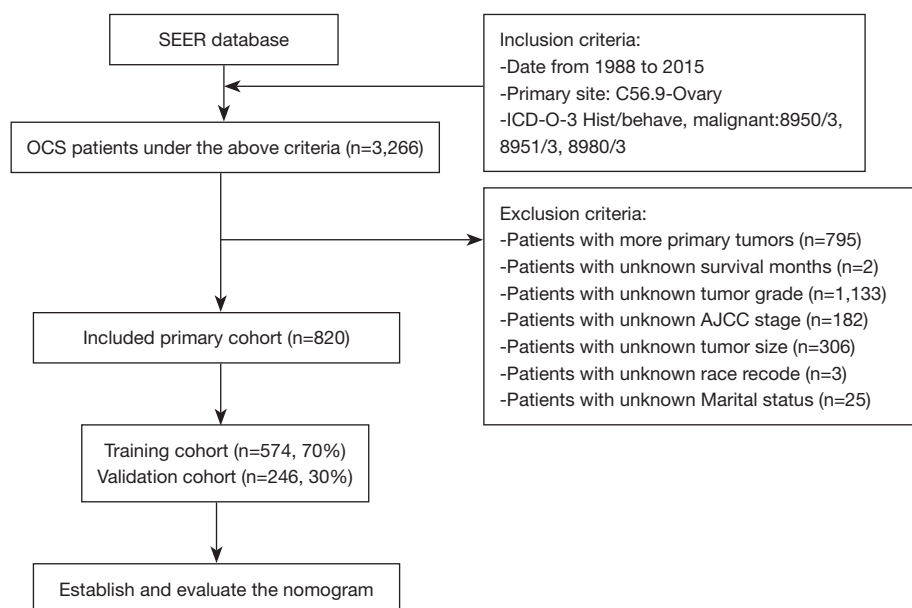 SEER database
Inclusion criteria:
-Date from 1988 to 2015
-Primary site: C56.9-Ovary
-ICD-O-3 Hist/behave, malignant:8950/3,
8951/3, 8980/3
OCS patients under the above criteria (n=3,266)
Exclusion criteria:
-Patients with more primary tumors (n=795)
-Patients with unknown survival months (n=2)
-Patients with unknown tumor grade (n=1,133)
-Patients with unknown AJCC stage (n=182)
-Patients with unknown tumor size (n=306)
-Patients with unknown race recode (n=3)
-Patients with unknown Marital status (n=25)
Included primary cohort (n=820)
Training cohort (n=574, 70%)
Validation cohort (n=246, 30%)
Establish and evaluate the nomogram